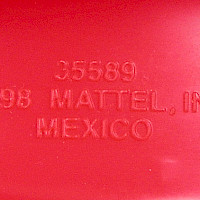 35589
98 MATTEL, IN
MEXICO